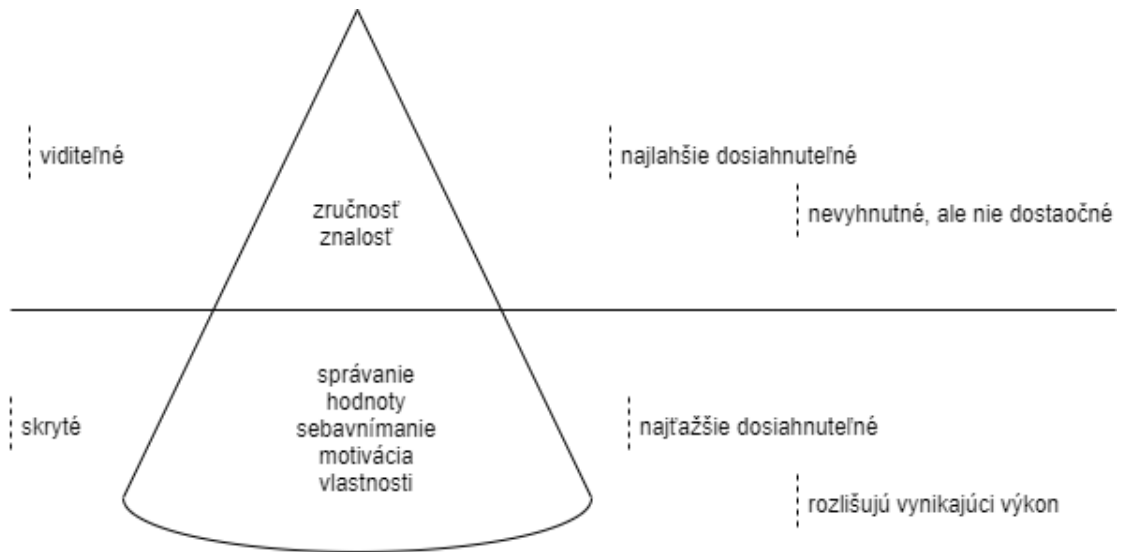 viditeľné
najlahšie dosiahnuteľné
nevyhnutné, ale nie dostaočné
zručnosť
znalosť
správanie
hodnoty
sebavnímanie
motivácia
vlastnosti
skryté
najťažšie dosiahnuteľné
rozlišujú vynikajúci výkon